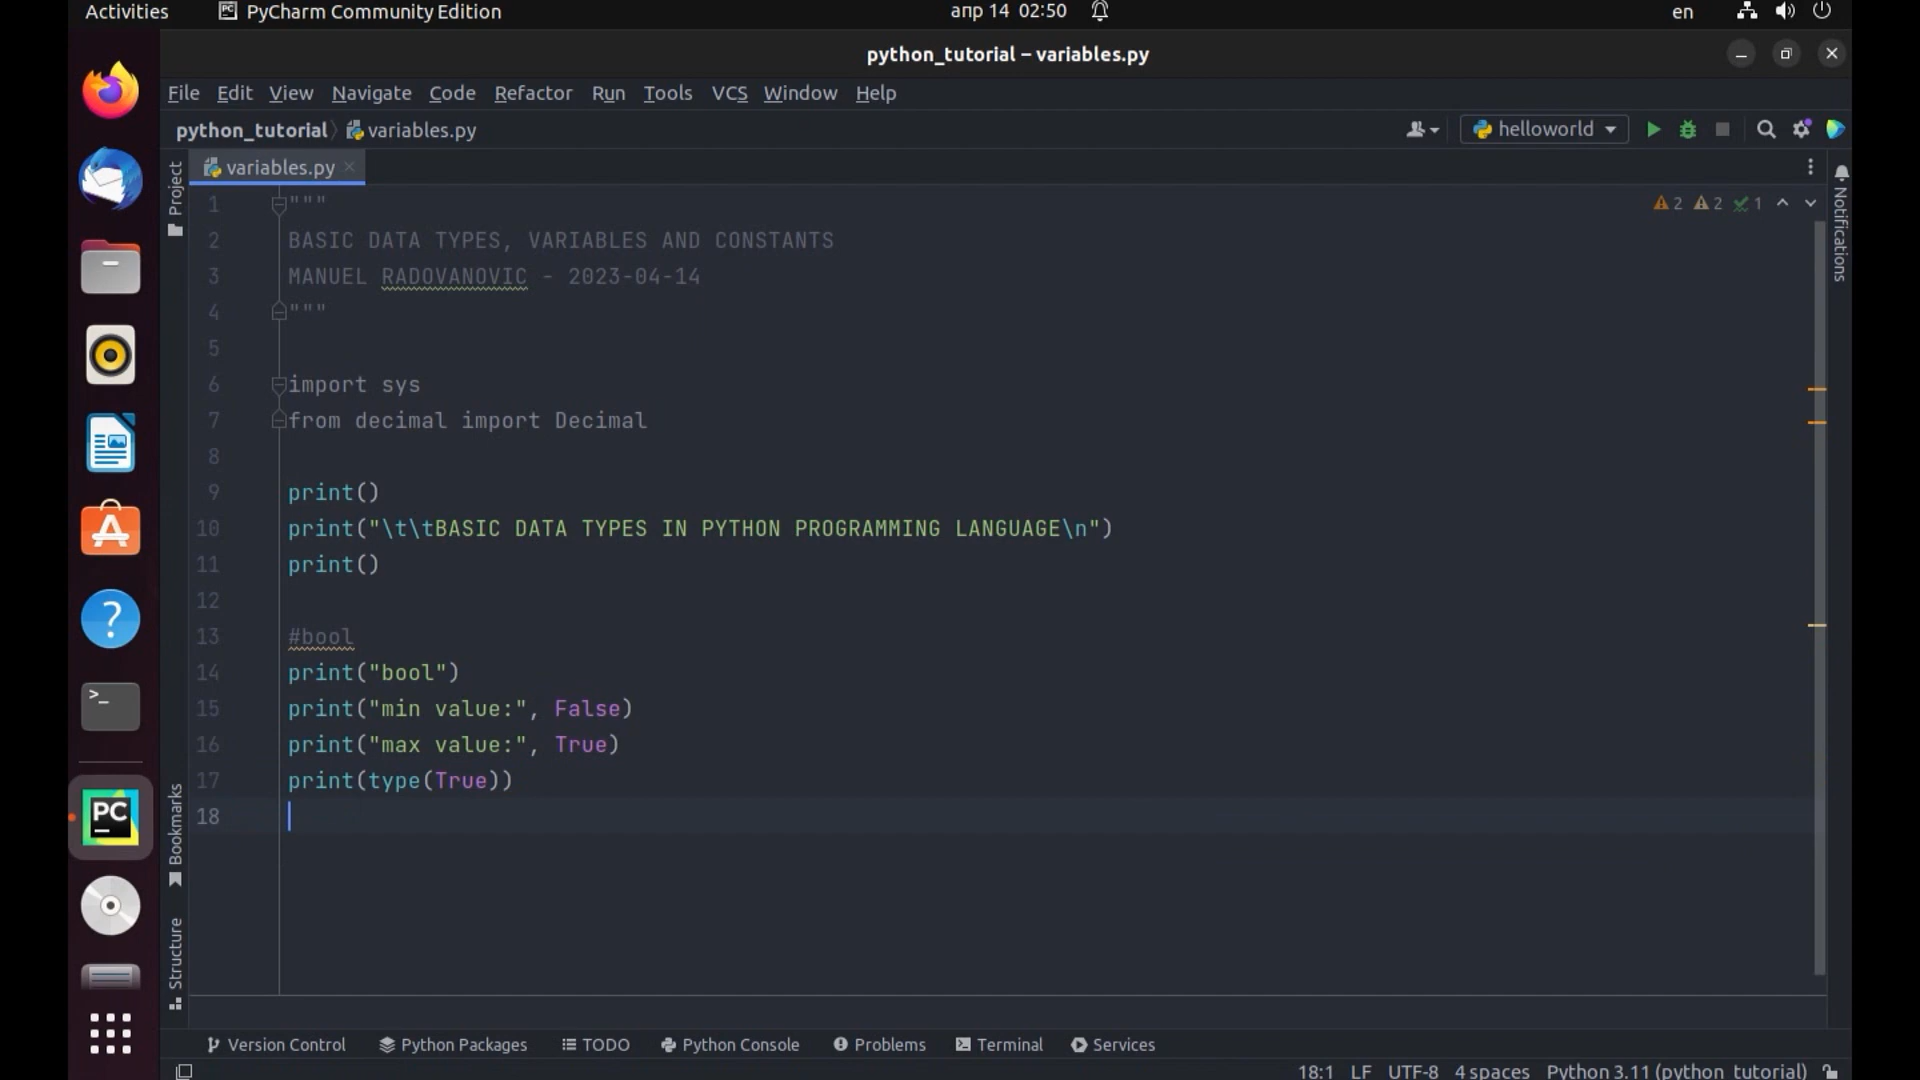 Activities PyCharm Community Edition апр 14 02:50 en
python_tutorial – variables.py
File Edit View Navigate Code Refactor Run Tools VCS Window Help
python_tutorial variables.py helloworld
Project
variables.py
Notifications
1 """ 2 2 1
2 BASIC DATA TYPES, VARIABLES AND CONSTANTS
3 MANUEL RADOVANOVIC - 2023-04-14
4 """
5
6 import sys
7 from decimal import Decimal
8
9 print()
10 print("\t\tBASIC DATA TYPES IN PYTHON PROGRAMMING LANGUAGE\n")
11 print()
12
13 #bool
14 print("bool")
15 print("min value:", False)
16 print("max value:", True)
17 print(type(True))
18
Bookmarks
Structure
Version Control Python Packages TODO Python Console Problems Terminal Services
18:1 LF UTF-8 4 spaces Python 3.11 (python_tutorial)